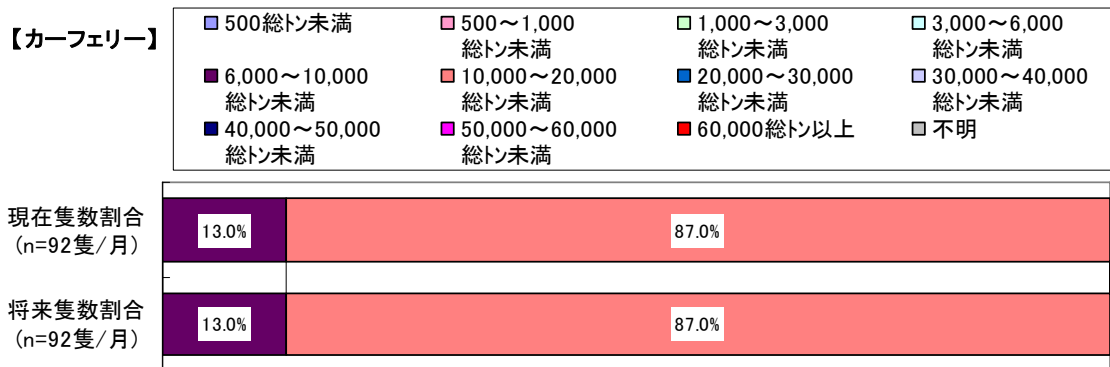 【カーフェリー】
500総トン未満
500～1,000
総トン未満
1,000～3,000
総トン未満
3,000～6,000
総トン未満
6,000～10,000
総トン未満
10,000～20,000
総トン未満
20,000～30,000
総トン未満
30,000～40,000
総トン未満
40,000～50,000
総トン未満
50,000～60,000
総トン未満
60,000総トン以上
不明
現在隻数割合
(n=92隻/月)
13.0%
87.0%
将来隻数割合
(n=92隻/月)
13.0%
87.0%